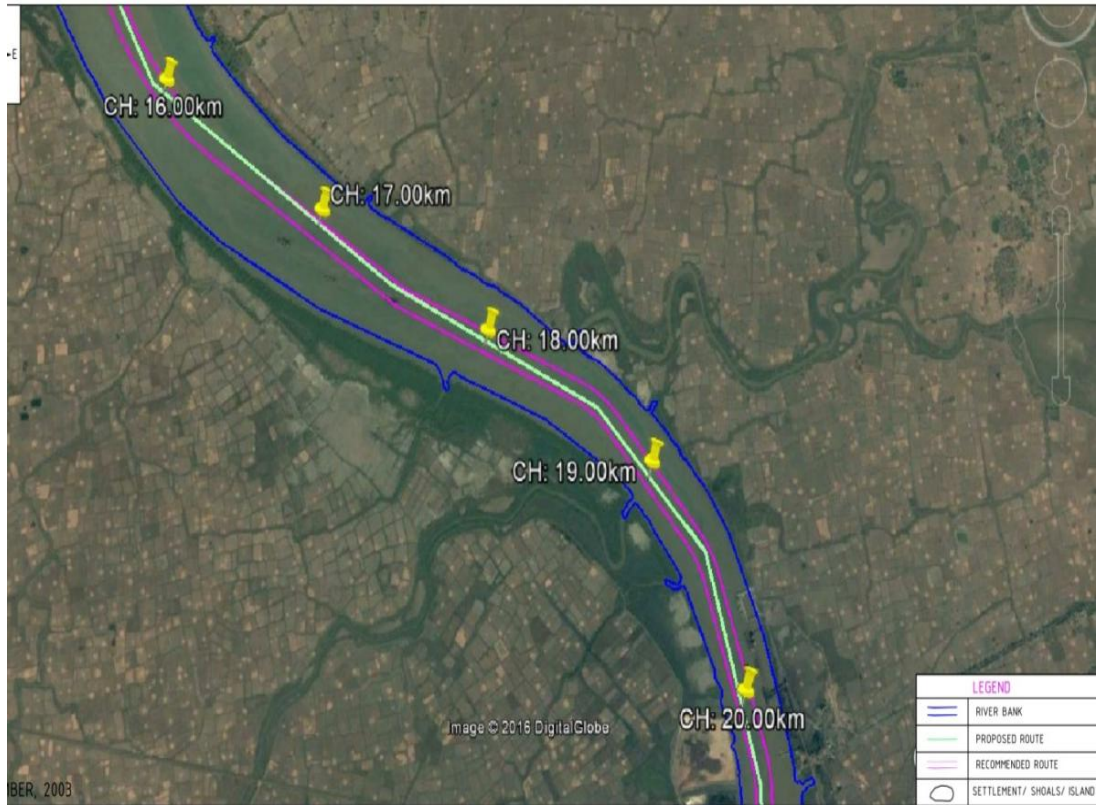 E
CH: 16.00km
CH: 17.00km
CH: 18.00km
CH: 19.00km
CH: 20.00km
Image © 2016 DigitalGlobe
MBER, 2003
LEGEND
RIVER BANK
PROPOSED ROUTE
RECOMMENDED ROUTE
SETTLEMENT/ SHOALS/ ISLAND